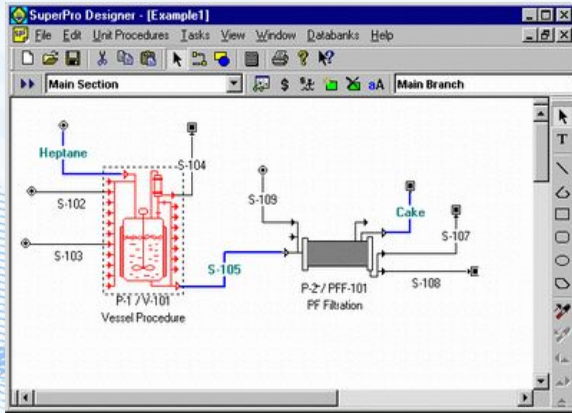 SuperPro Designer - [Example1]
File Edit Unit Procedures Tasks View Window Databanks Help
Main Section
$
aA
Main Branch
T
Heptane
S-104
S-102
S-103
S-105
P-1 / V-101
Vessel Procedure
S-109
Cake
S-107
S-108
P-2 / PFF-101
PF Filtration